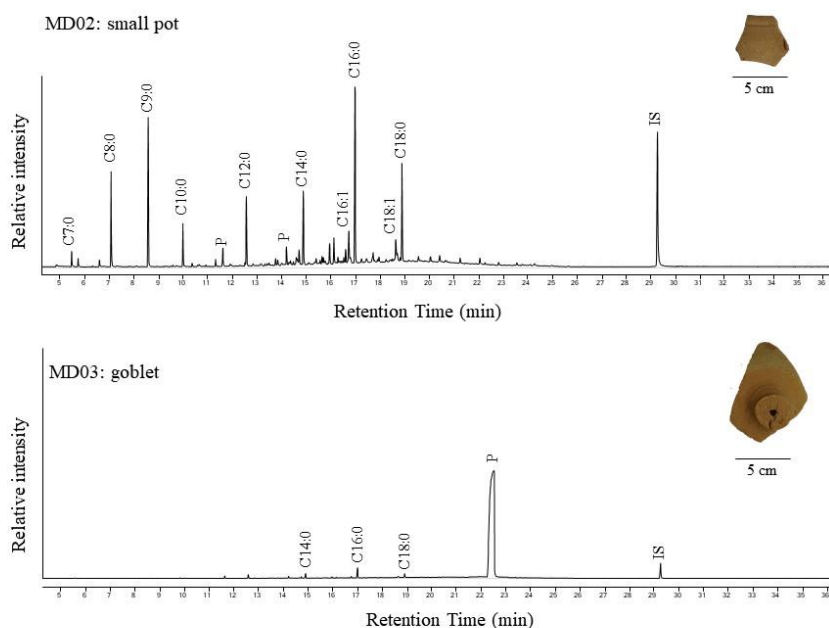 MD02: small pot
5 cm
Relative intensity
C7:0
C8:0
C9:0
C10:0
P
C12:0
P
C14:0
C16:1
C16:0
C18:1
C18:0
IS
5 6 7 8 9 10 11 12 13 14 15 16 17 18 19 20 21 22 23 24 25 26 27 28 29 30 31 32 33 34 35 36
Retention Time (min)
MD03: goblet
5 cm
Relative intensity
C14:0
C16:0
C18:0
P
IS
5 6 7 8 9 10 11 12 13 14 15 16 17 18 19 20 21 22 23 24 25 26 27 28 29 30 31 32 33 34 35 36
Retention Time (min)